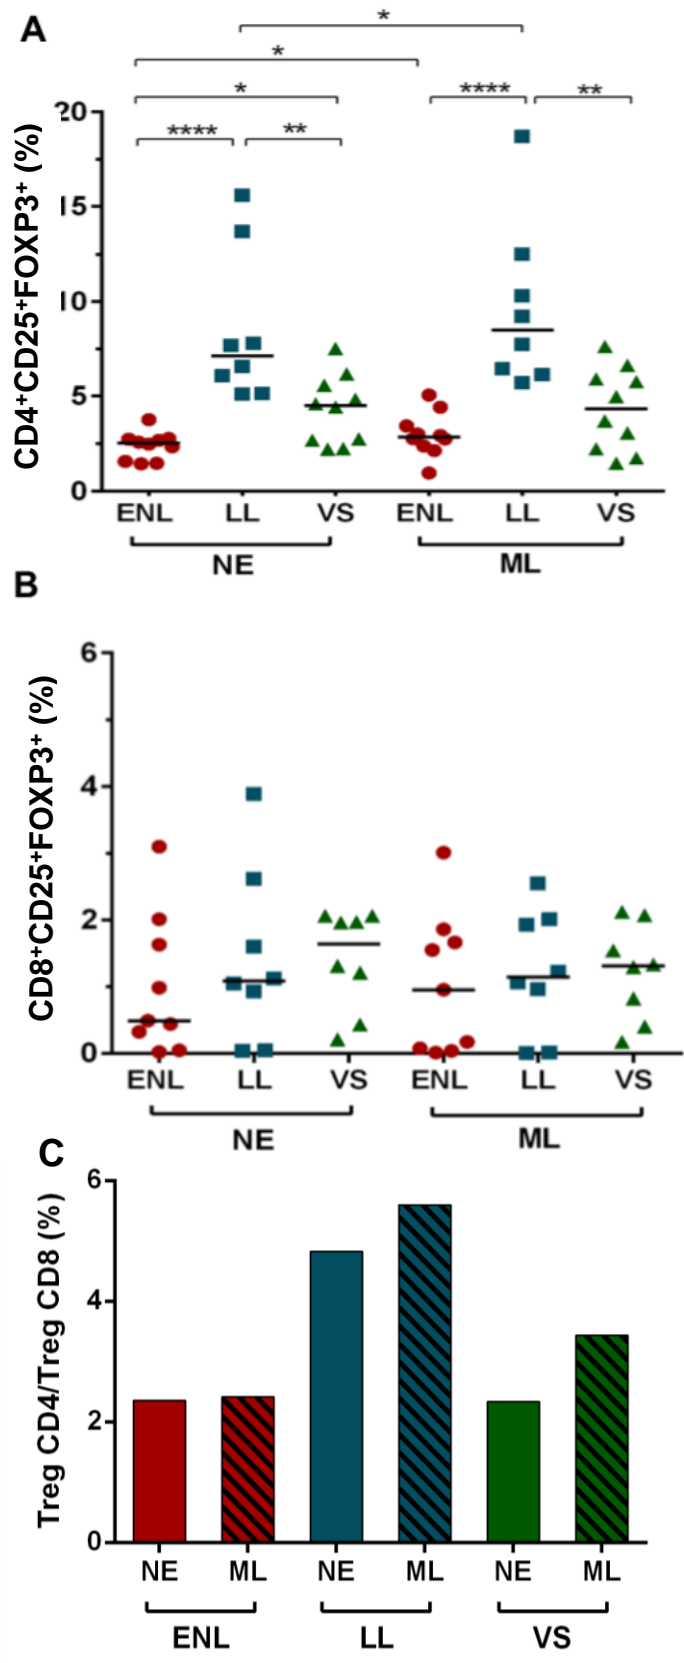 A
*
*
* **** **
**** **
CD4+CD25+FOXP3+ (%)
20
15
10
5
0
ENL LL VS ENL LL VS
NE ML
B
CD8+CD25+FOXP3+ (%)
6
4
2
0
ENL LL VS ENL LL VS
NE ML
C
Treg CD4/Treg CD8 (%)
6
4
2
0
NE ML NE ML NE ML
ENL LL VS